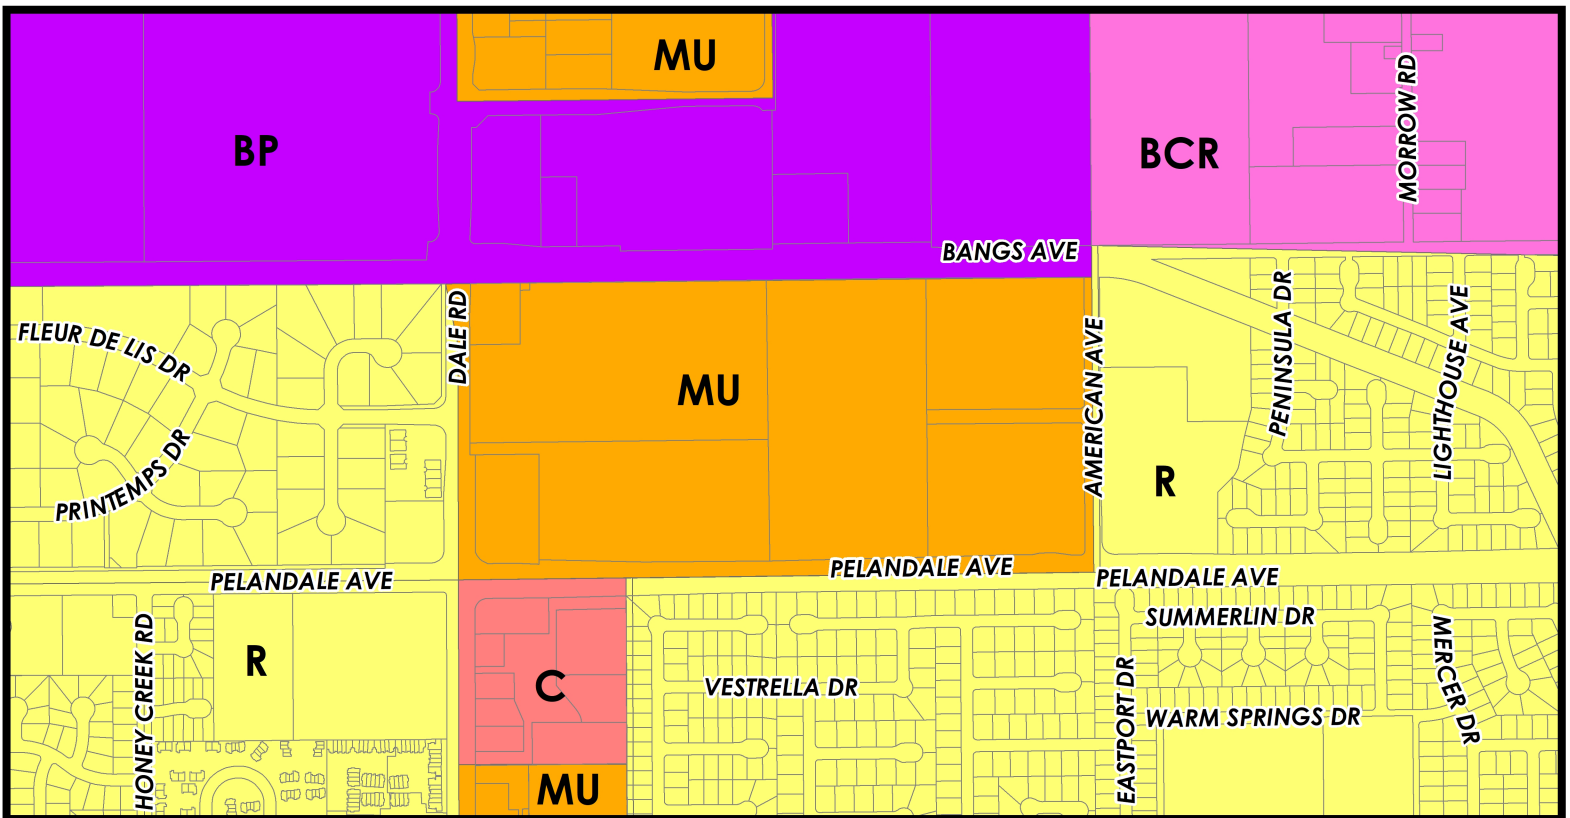 MU
MORROW RD
BP
BCR
BANGS AVE
FLEUR DE LIS DR
DALE RD
PENINSULA DR
LIGHTHOUSE AVE
AMERICAN AVE
MU
PRINTEMPS DR
R
PELANDALE AVE
PELANDALE AVE
PELANDALE AVE
SUMMERLIN DR
HONEY CREEK RD
R
C
VESTRELLA DR
EASTPORT DR
MERCER DR
WARM SPRINGS DR
MU